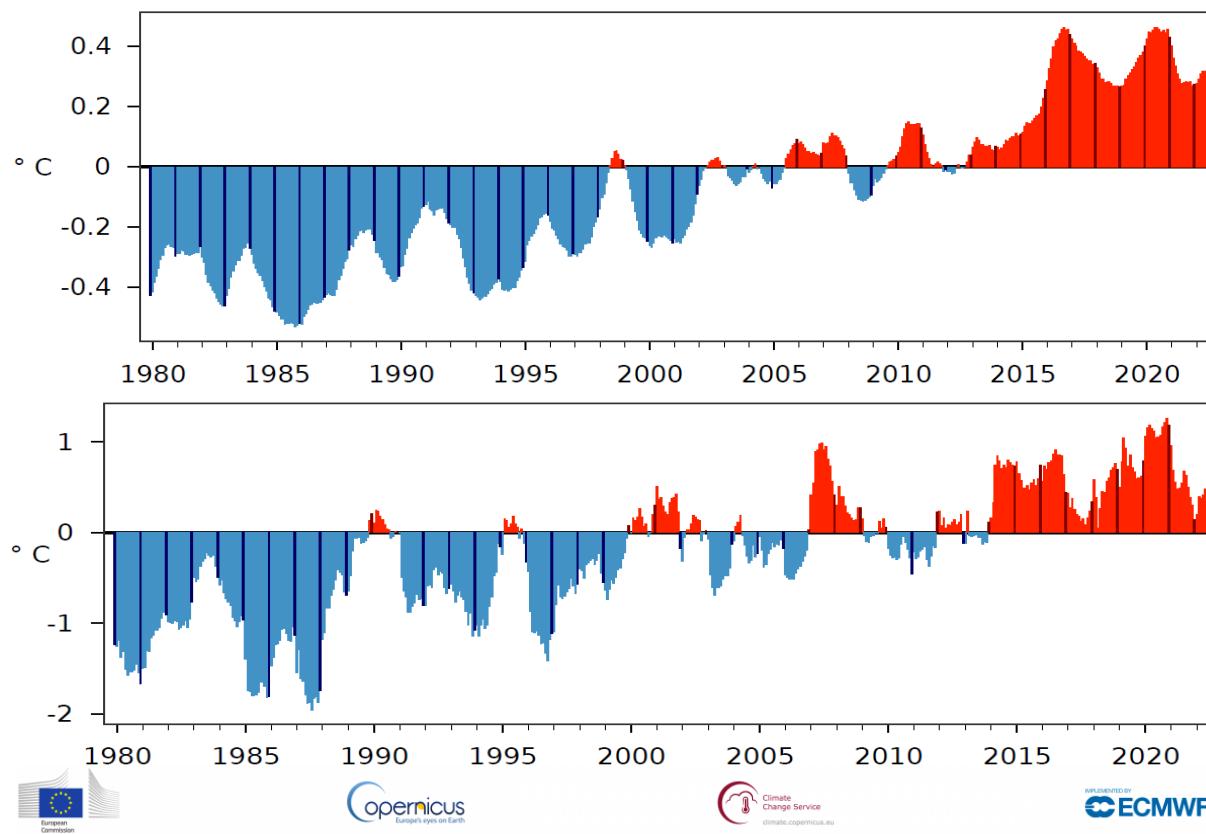 0.4
0.2
° C
0
-0.2
-0.4
1980 1985 1990 1995 2000 2005 2010 2015 2020
1
0
° C
-1
-2
1980 1985 1990 1995 2000 2005 2010 2015 2020
European
Commission
opernicus
Europe's eyes on Earth
Climate
Change Service
climate.copernicus.eu
IMPLEMENTED BY
ECMWF